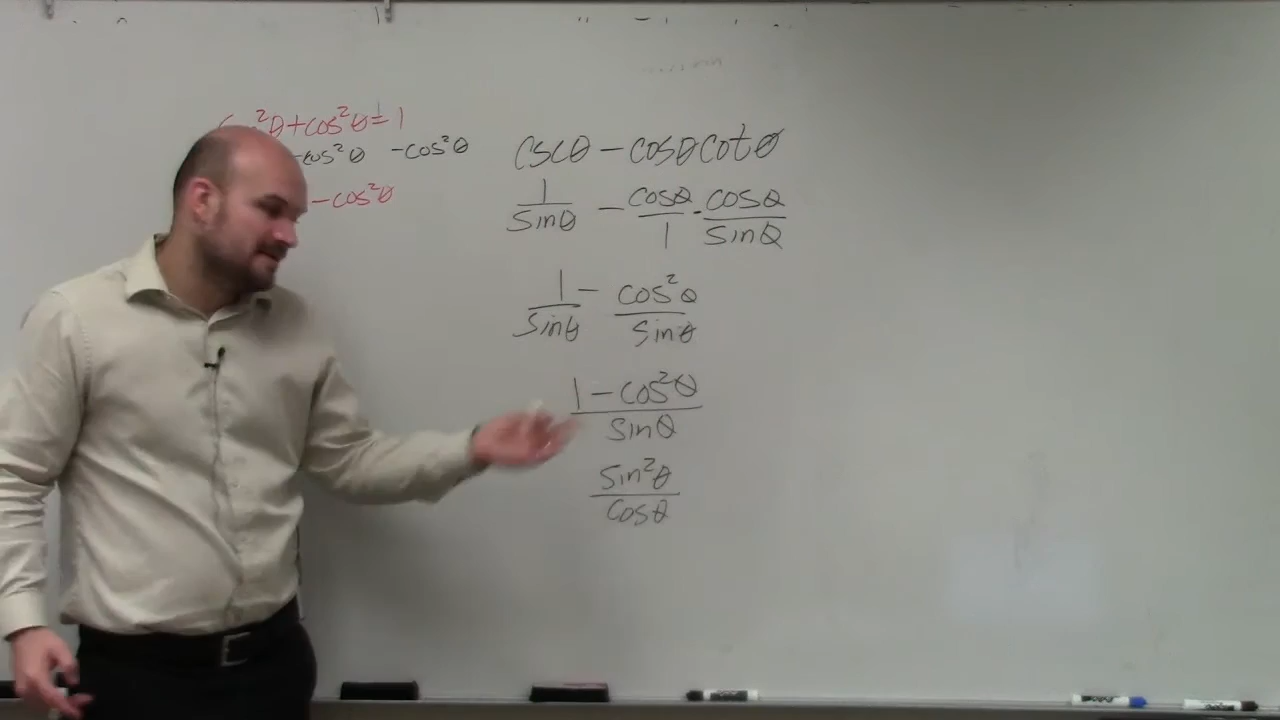 ²θ+cos²θ=1
-cos²θ -cos²θ
-cos²θ
cscθ - cosθcotθ
1/sinθ - cosθ/1 · cosθ/sinθ
1/sinθ - cos²θ/sinθ
1-cos²θ/sinθ
sin²θ/cosθ